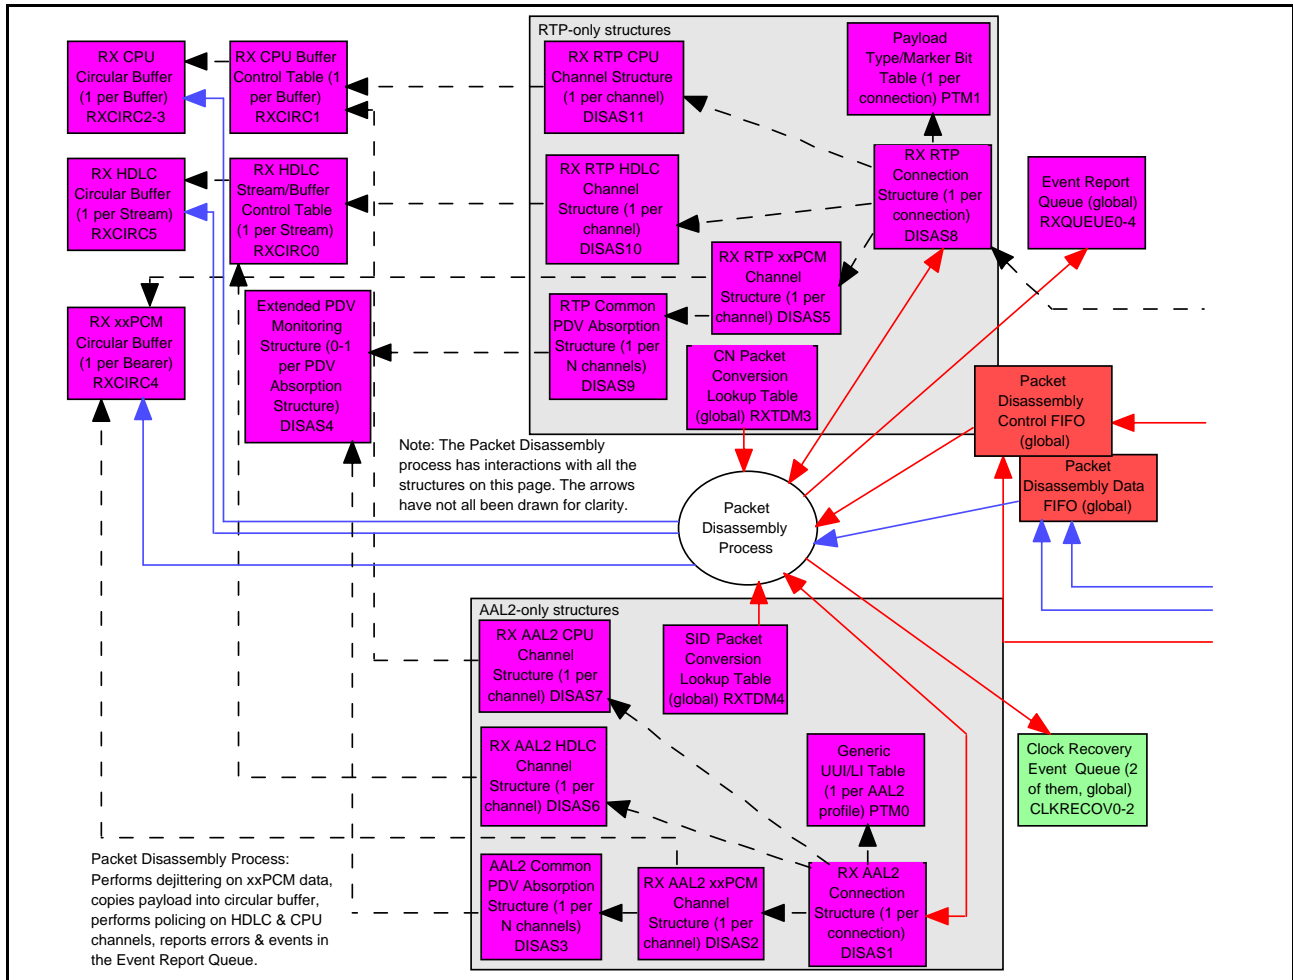 RTP-only structures
RX CPU
Circular Buffer
(1 per Buffer)
RXCIRC2-3
RX CPU Buffer
Control Table (1
per Buffer)
RXCIRC1
RX RTP CPU
Channel Structure
(1 per channel)
DISAS11
Payload
Type/Marker Bit
Table (1 per
connection) PTM1
RX HDLC
Circular Buffer
(1 per Stream)
RXCIRC5
RX HDLC
Stream/Buffer
Control Table
(1 per Stream)
RXCIRC0
RX RTP HDLC
Channel
Structure (1 per
channel)
DISAS10
RX RTP
Connection
Structure (1 per
connection)
DISAS8
Event Report
Queue (global)
RXQUEUE0-4
RX RTP xxPCM
Channel
Structure (1 per
channel) DISAS5
RX xxPCM
Circular Buffer
(1 per Bearer)
RXCIRC4
Extended PDV
Monitoring
Structure (0-1
per PDV
Absorption
Structure)
DISAS4
RTP Common
PDV Absorption
Structure (1 per
N channels)
DISAS9
CN Packet
Conversion
Lookup Table
(global) RXTDM3
Packet
Disassembly
Control FIFO
(global)
Packet
Disassembly Data
FIFO (global)
Note: The Packet Disassembly
process has interactions with all the
structures on this page. The arrows
have not all been drawn for clarity.
Packet
Disassembly
Process
AAL2-only structures
RX AAL2 CPU
Channel
Structure (1 per
channel) DISAS7
SID Packet
Conversion
Lookup Table
(global) RXTDM4
RX AAL2 HDLC
Channel
Structure (1 per
channel) DISAS6
Generic
UUI/LI Table
(1 per AAL2
profile) PTM0
Clock Recovery
Event Queue (2
of them, global)
CLKRECOV0-2
AAL2 Common
PDV Absorption
Structure (1 per
N channels)
DISAS3
RX AAL2 xxPCM
Channel
Structure (1 per
channel) DISAS2
RX AAL2
Connection
Structure (1 per
connection)
DISAS1
Packet Disassembly Process:
Performs dejittering on xxPCM data,
copies payload into circular buffer,
performs policing on HDLC & CPU
channels, reports errors & events in
the Event Report Queue.